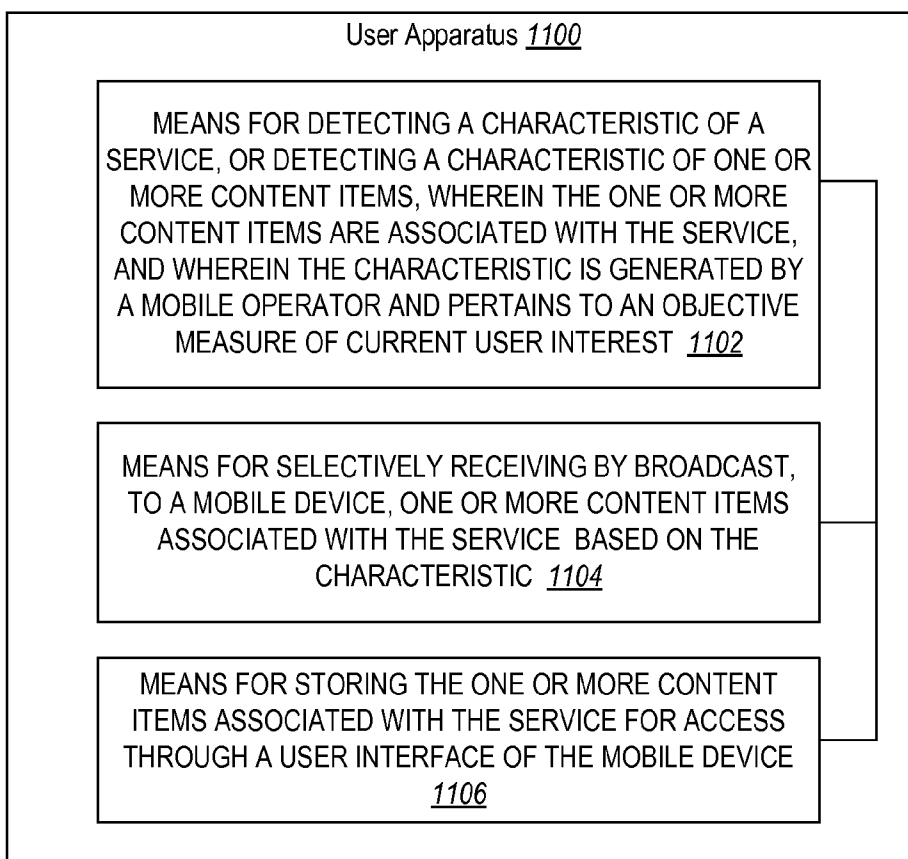 User Apparatus 1100
MEANS FOR DETECTING A CHARACTERISTIC OF A
SERVICE, OR DETECTING A CHARACTERISTIC OF ONE OR
MORE CONTENT ITEMS, WHEREIN THE ONE OR MORE
CONTENT ITEMS ARE ASSOCIATED WITH THE SERVICE,
AND WHEREIN THE CHARACTERISTIC IS GENERATED BY
A MOBILE OPERATOR AND PERTAINS TO AN OBJECTIVE
MEASURE OF CURRENT USER INTEREST 1102
MEANS FOR SELECTIVELY RECEIVING BY BROADCAST,
TO A MOBILE DEVICE, ONE OR MORE CONTENT ITEMS
ASSOCIATED WITH THE SERVICE BASED ON THE
CHARACTERISTIC 1104
MEANS FOR STORING THE ONE OR MORE CONTENT
ITEMS ASSOCIATED WITH THE SERVICE FOR ACCESS
THROUGH A USER INTERFACE OF THE MOBILE DEVICE
1106